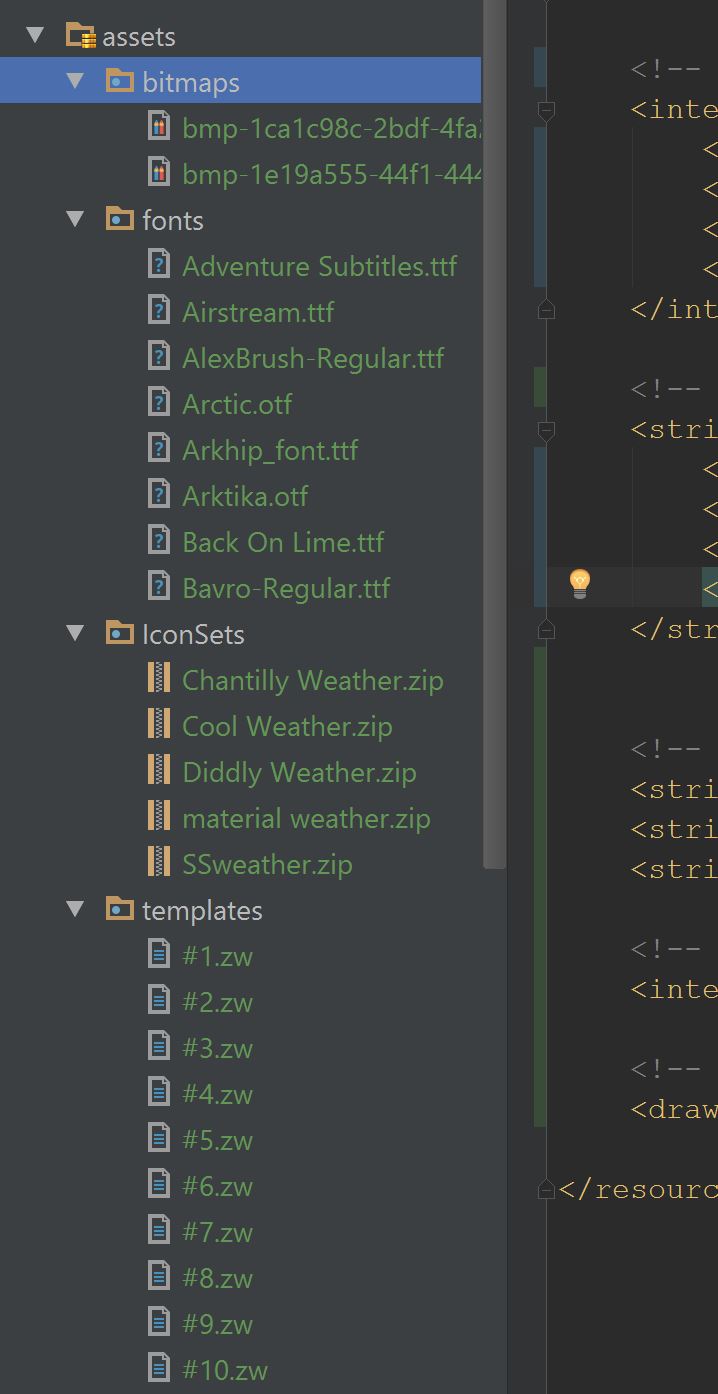 assets
bitmaps
bmp-1ca1c98c-2bdf-4fa
bmp-1e19a555-44f1-444
fonts
Adventure Subtitles.ttf
Airstream.ttf
AlexBrush-Regular.ttf
Arctic.otf
Arkhip_font.ttf
Arktika.otf
Back On Lime.ttf
Bavro-Regular.ttf
IconSets
Chantilly Weather.zip
Cool Weather.zip
Diddly Weather.zip
material weather.zip
SSweather.zip
templates
#1.zw
#2.zw
#3.zw
#4.zw
#5.zw
#6.zw
#7.zw
#8.zw
#9.zw
#10.zw
<!--
<inte
<
<
<
<
</int
<!--
<stri
<
<
<
<
</str
<!--
<stri
<stri
<stri
<!--
<inte
<!--
<draw
</resourc